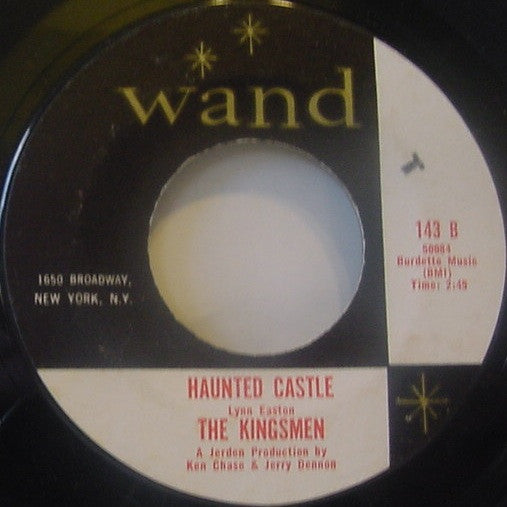 wand
143 B
50084
Burdette Music
(BMI)
Time: 2:45
1650 BROADWAY,
NEW YORK, N.Y.
HAUNTED CASTLE
Lynn Easton
THE KINGSMEN
A Jerden Production by
Ken Chase & Jerry Dennon